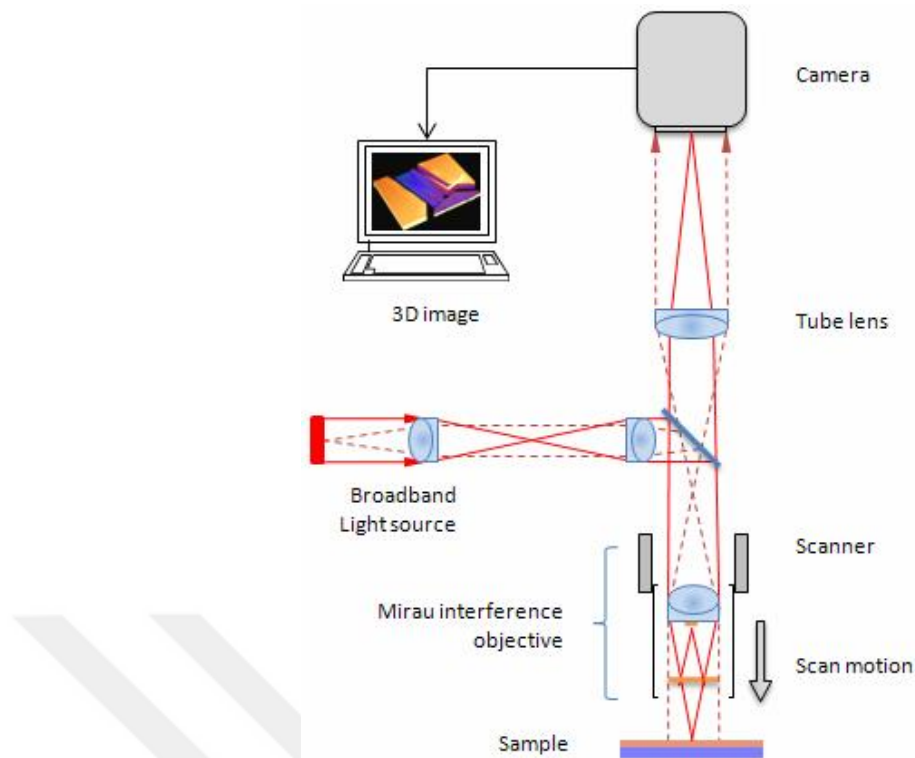 Camera
3D image
Tube lens
Broadband
Light source
Scanner
Mirau interference
objective
Scan motion
Sample